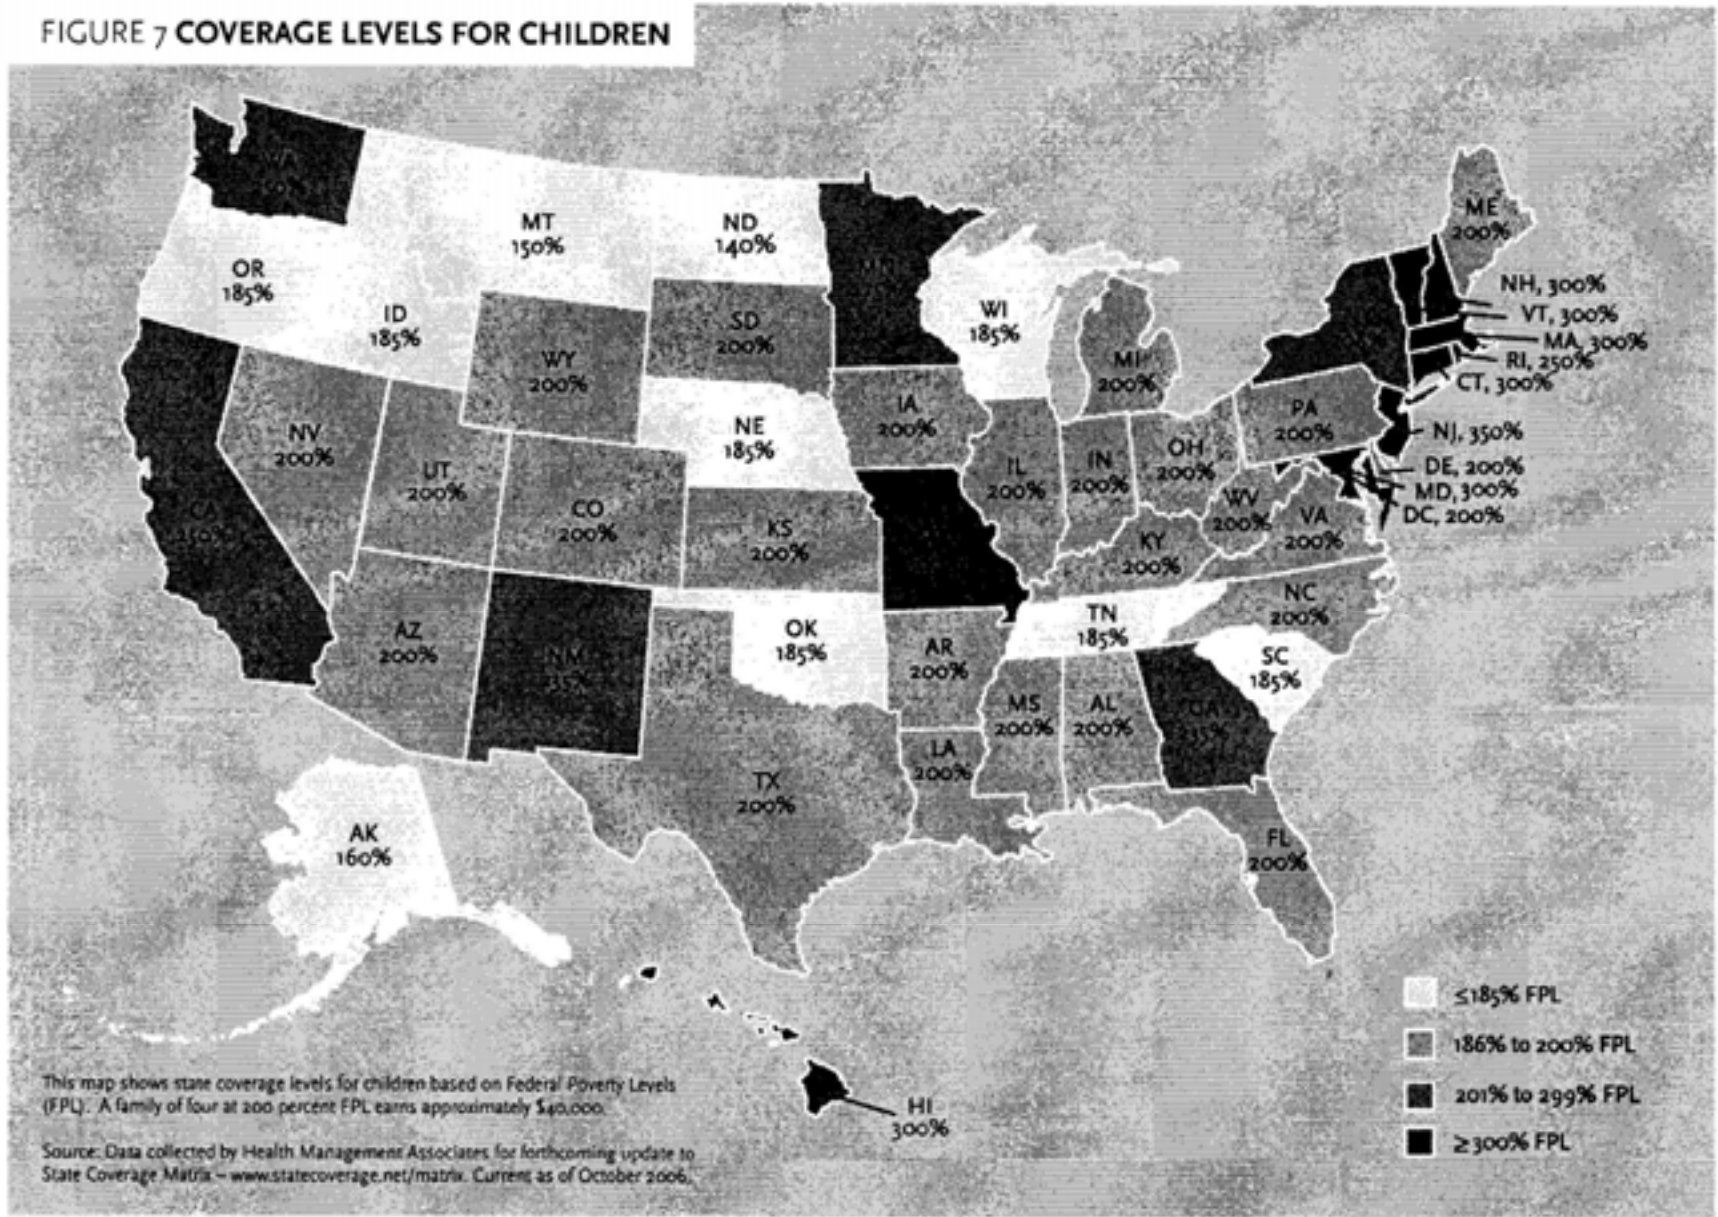 FIGURE 7 COVERAGE LEVELS FOR CHILDREN
WA
MT
150%
ND
140%
MN
ME
200%
OR
185%
ID
185%
WY
200%
SD
200%
WI
185%
MI
200%
NH, 300%
VT, 300%
MA, 300%
RI, 250%
CT, 300%
NV
200%
UT
200%
NE
185%
IA
200%
PA
200%
NJ, 350%
DE, 200%
MD, 300%
DC, 200%
CA
250%
CO
200%
KS
200%
IL
200%
IN
200%
OH
200%
WV
200%
VA
200%
KY
200%
NC
200%
AZ
200%
NM
235%
OK
185%
AR
200%
TN
185%
SC
185%
MS
200%
AL
200%
GA
235%
TX
200%
LA
200%
FL
200%
AK
160%
HI
300%
≤185% FPL
186% to 200% FPL
201% to 299% FPL
≥300% FPL
This map shows state coverage levels for children based on Federal Poverty Levels
(FPL). A family of four at 200 percent FPL earns approximately $40,000.
Source: Data collected by Health Management Associates for forthcoming update to
State Coverage Matrix – www.statecoverage.net/matrix. Current as of October 2006.